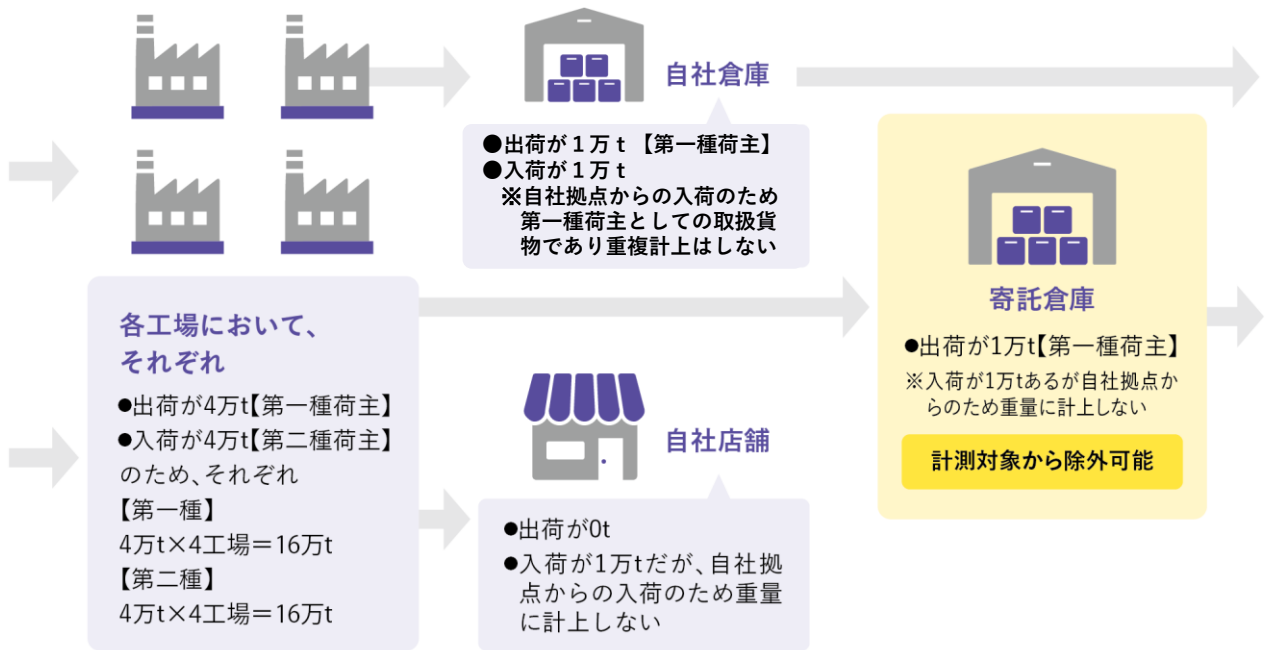 自社倉庫
●出荷が１万ｔ【第一種荷主】
●入荷が１万ｔ
※自社拠点からの入荷のため
第一種荷主としての取扱貨
物であり重複計上はしない
各工場において、
それぞれ
●出荷が4万t【第一種荷主】
●入荷が4万t【第二種荷主】
のため、それぞれ
【第一種】
4万t×4工場＝16万t
【第二種】
4万t×4工場＝16万t
自社店舗
●出荷が0t
●入荷が1万tだが、自社拠
点からの入荷のため重量
に計上しない
寄託倉庫
●出荷が1万t【第一種荷主】
※入荷が1万tあるが自社拠点か
らのため重量に計上しない
計測対象から除外可能